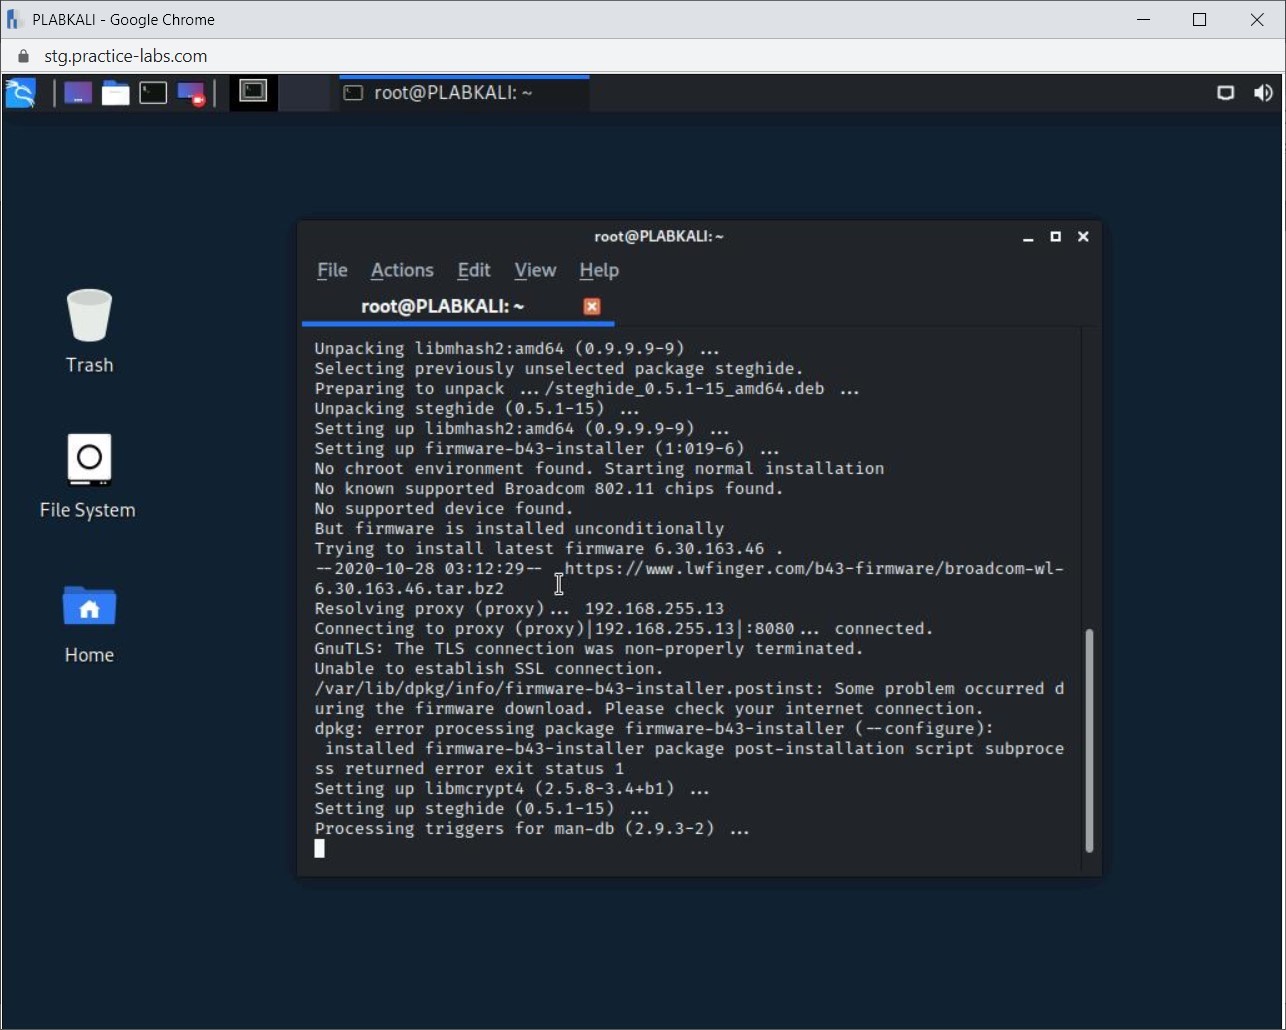 PLABKALI - Google Chrome
stg.practice-labs.com
root@PLABKALI: ~
root@PLABKALI: ~
File Actions Edit View Help
root@PLABKALI: ~
Trash
File System
Home
Unpacking libmhash2:amd64 (0.9.9.9-9) ...
Selecting previously unselected package steghide.
Preparing to unpack .../steghide_0.5.1-15_amd64.deb ...
Unpacking steghide (0.5.1-15) ...
Setting up libmhash2:amd64 (0.9.9.9-9) ...
Setting up firmware-b43-installer (1:019-6) ...
No chroot environment found. Starting normal installation
No known supported Broadcom 802.11 chips found.
No supported device found.
But firmware is installed unconditionally
Trying to install latest firmware 6.30.163.46 .
--2020-10-28 03:12:29-- https://www.lwfinger.com/b43-firmware/broadcom-wl-
6.30.163.46.tar.bz2
Resolving proxy (proxy)... 192.168.255.13
Connecting to proxy (proxy)|192.168.255.13|:8080... connected.
GnuTLS: The TLS connection was non-properly terminated.
Unable to establish SSL connection.
/var/lib/dpkg/info/firmware-b43-installer.postinst: Some problem occurred d
uring the firmware download. Please check your internet connection.
dpkg: error processing package firmware-b43-installer (--configure):
installed firmware-b43-installer package post-installation script subproce
ss returned error exit status 1
Setting up libmcrypt4 (2.5.8-3.4+b1) ...
Setting up steghide (0.5.1-15) ...
Processing triggers for man-db (2.9.3-2) ...